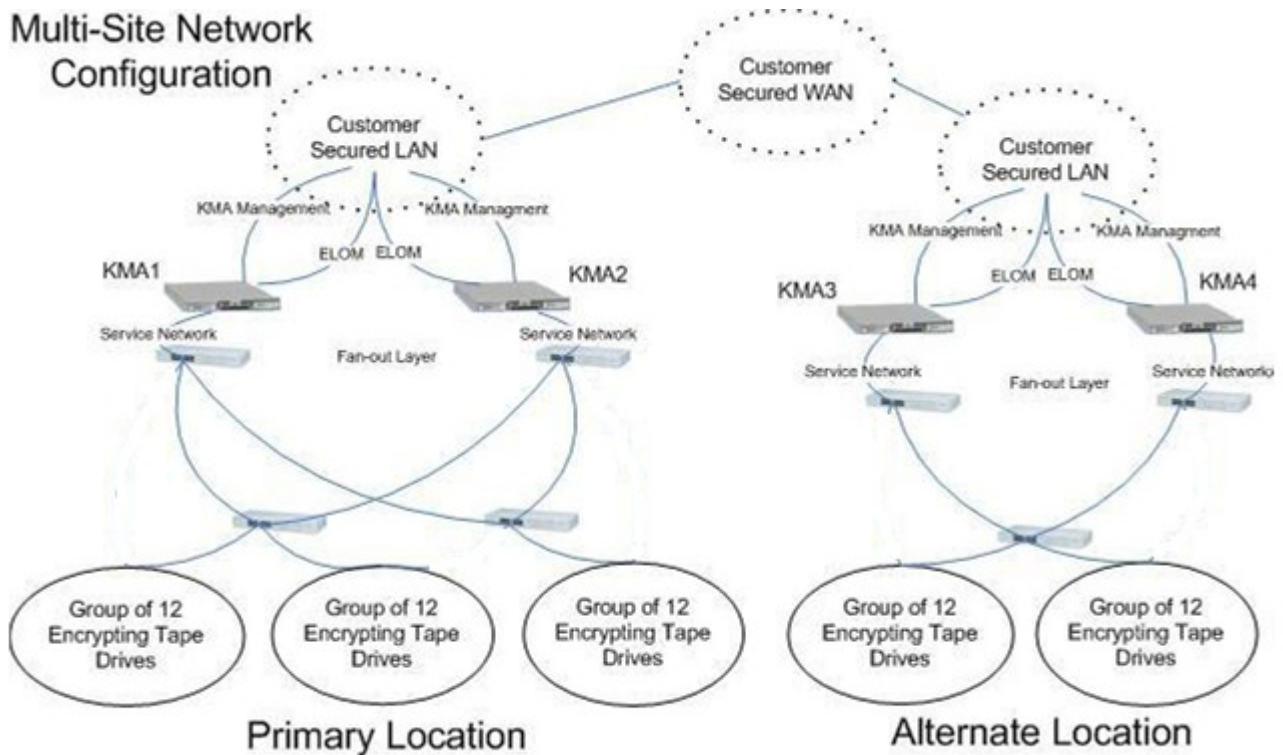 Multi-Site Network
Configuration
Customer
Secured WAN
Customer
Secured LAN
Customer
Secured LAN
KMA Management
KMA Managment
KMA Management
KMA Managment
ELOM
ELOM
ELOM
ELOM
KMA1
KMA2
KMA3
KMA4
Service Network
Fan-out Layer
Service Network
Service Network
Fan-out Layer
Service Network
Group of 12
Encrypting Tape
Drives
Group of 12
Encrypting Tape
Drives
Group of 12
Encrypting Tape
Drives
Group of 12
Encrypting Tape
Drives
Group of 12
Encrypting Tape
Drives
Primary Location
Alternate Location